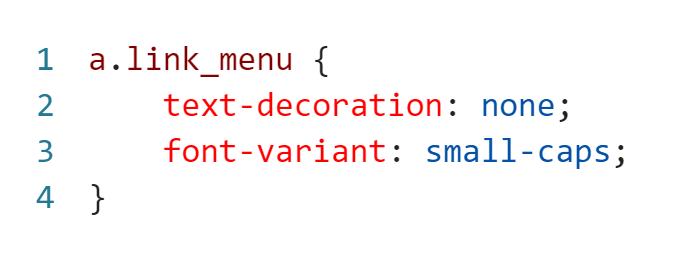 1 a.link_menu {
2     text-decoration: none;
3     font-variant: small-caps;
4 }